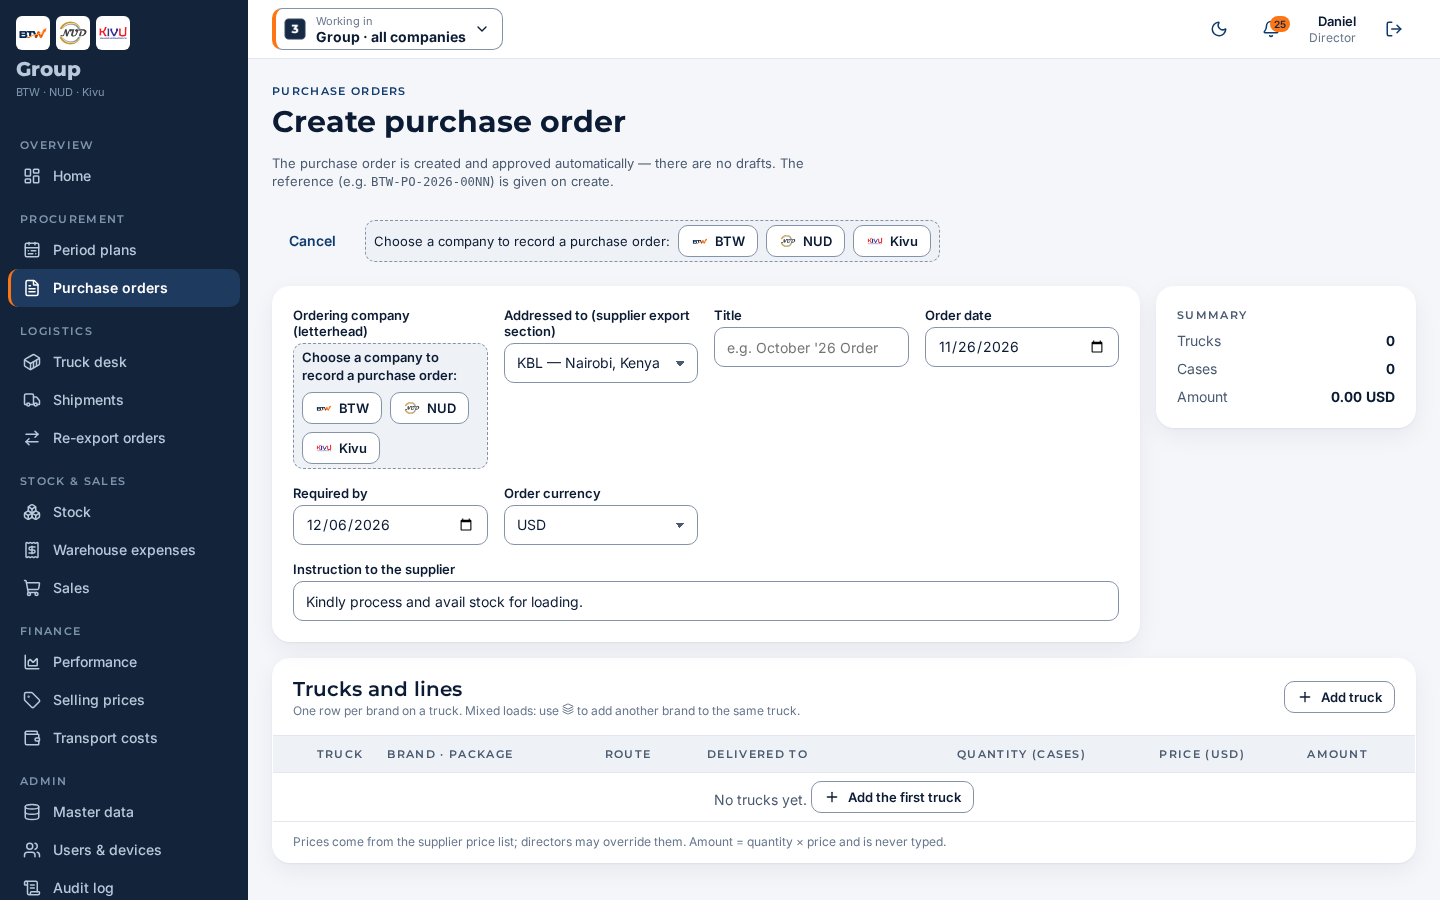 BTW
NUD
KIVU
Group
BTW · NUD · Kivu
OVERVIEW
Home
PROCUREMENT
Period plans
Purchase orders
LOGISTICS
Truck desk
Shipments
Re-export orders
STOCK & SALES
Stock
Warehouse expenses
Sales
FINANCE
Performance
Selling prices
Transport costs
ADMIN
Master data
Users & devices
Audit log
3
Working in
Group · all companies
25
Daniel
Director
PURCHASE ORDERS
Create purchase order
The purchase order is created and approved automatically — there are no drafts. The
reference (e.g. BTW-PO-2026-00NN) is given on create.
Cancel
Choose a company to record a purchase order:
BTW
NUD
Kivu
Ordering company
(letterhead)
Choose a company to
record a purchase order:
BTW
NUD
Kivu
Addressed to (supplier export
section)
KBL — Nairobi, Kenya
Title
e.g. October '26 Order
Order date
11/26/2026
Required by
12/06/2026
Order currency
USD
Instruction to the supplier
Kindly process and avail stock for loading.
SUMMARY
Trucks 0
Cases 0
Amount 0.00 USD
Trucks and lines
One row per brand on a truck. Mixed loads: use to add another brand to the same truck.
Add truck
TRUCK BRAND · PACKAGE ROUTE DELIVERED TO QUANTITY (CASES) PRICE (USD) AMOUNT
No trucks yet. Add the first truck
Prices come from the supplier price list; directors may override them. Amount = quantity × price and is never typed.